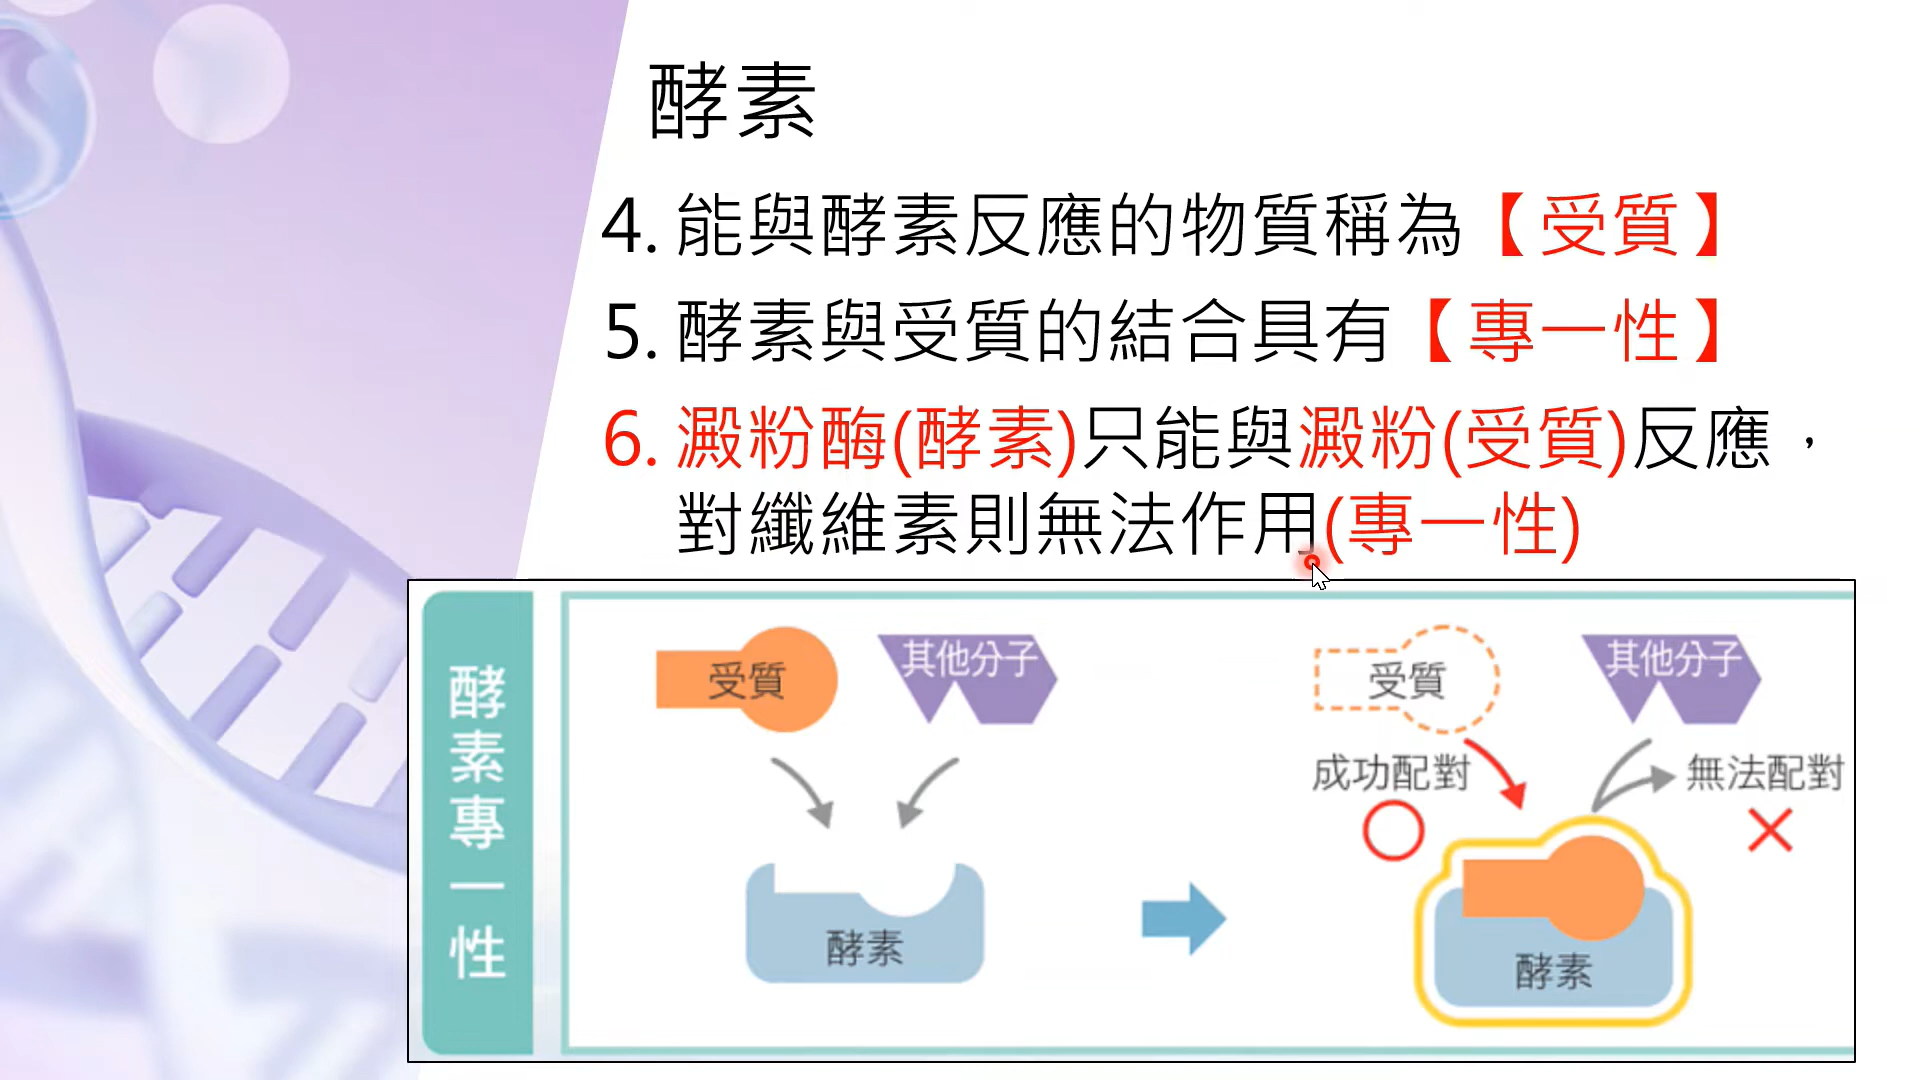 酵素
4. 能與酵素反應的物質稱為【受質】
5. 酵素與受質的結合具有【專一性】
6. 澱粉酶(酵素)只能與澱粉(受質)反應，
對纖維素則無法作用(專一性)
酵素專一性
受質
其他分子
酵素
受質
其他分子
成功配對
無法配對
酵素